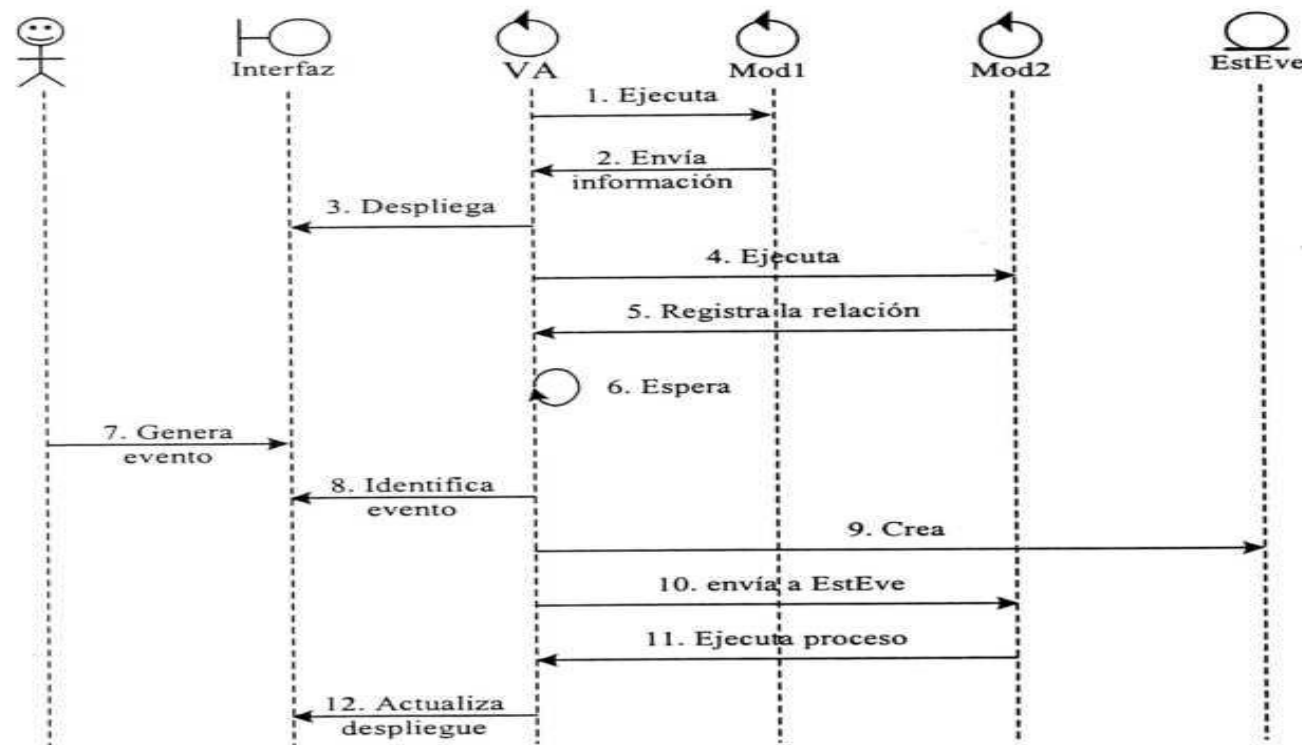 Interfaz
VA
Mod1
Mod2
EstEve
1. Ejecuta
2. Envía
información
3. Despliega
4. Ejecuta
5. Registra la relación
6. Espera
7. Genera
evento
8. Identifica
evento
9. Crea
10. envía a EstEve
11. Ejecuta proceso
12. Actualiza
despliegue